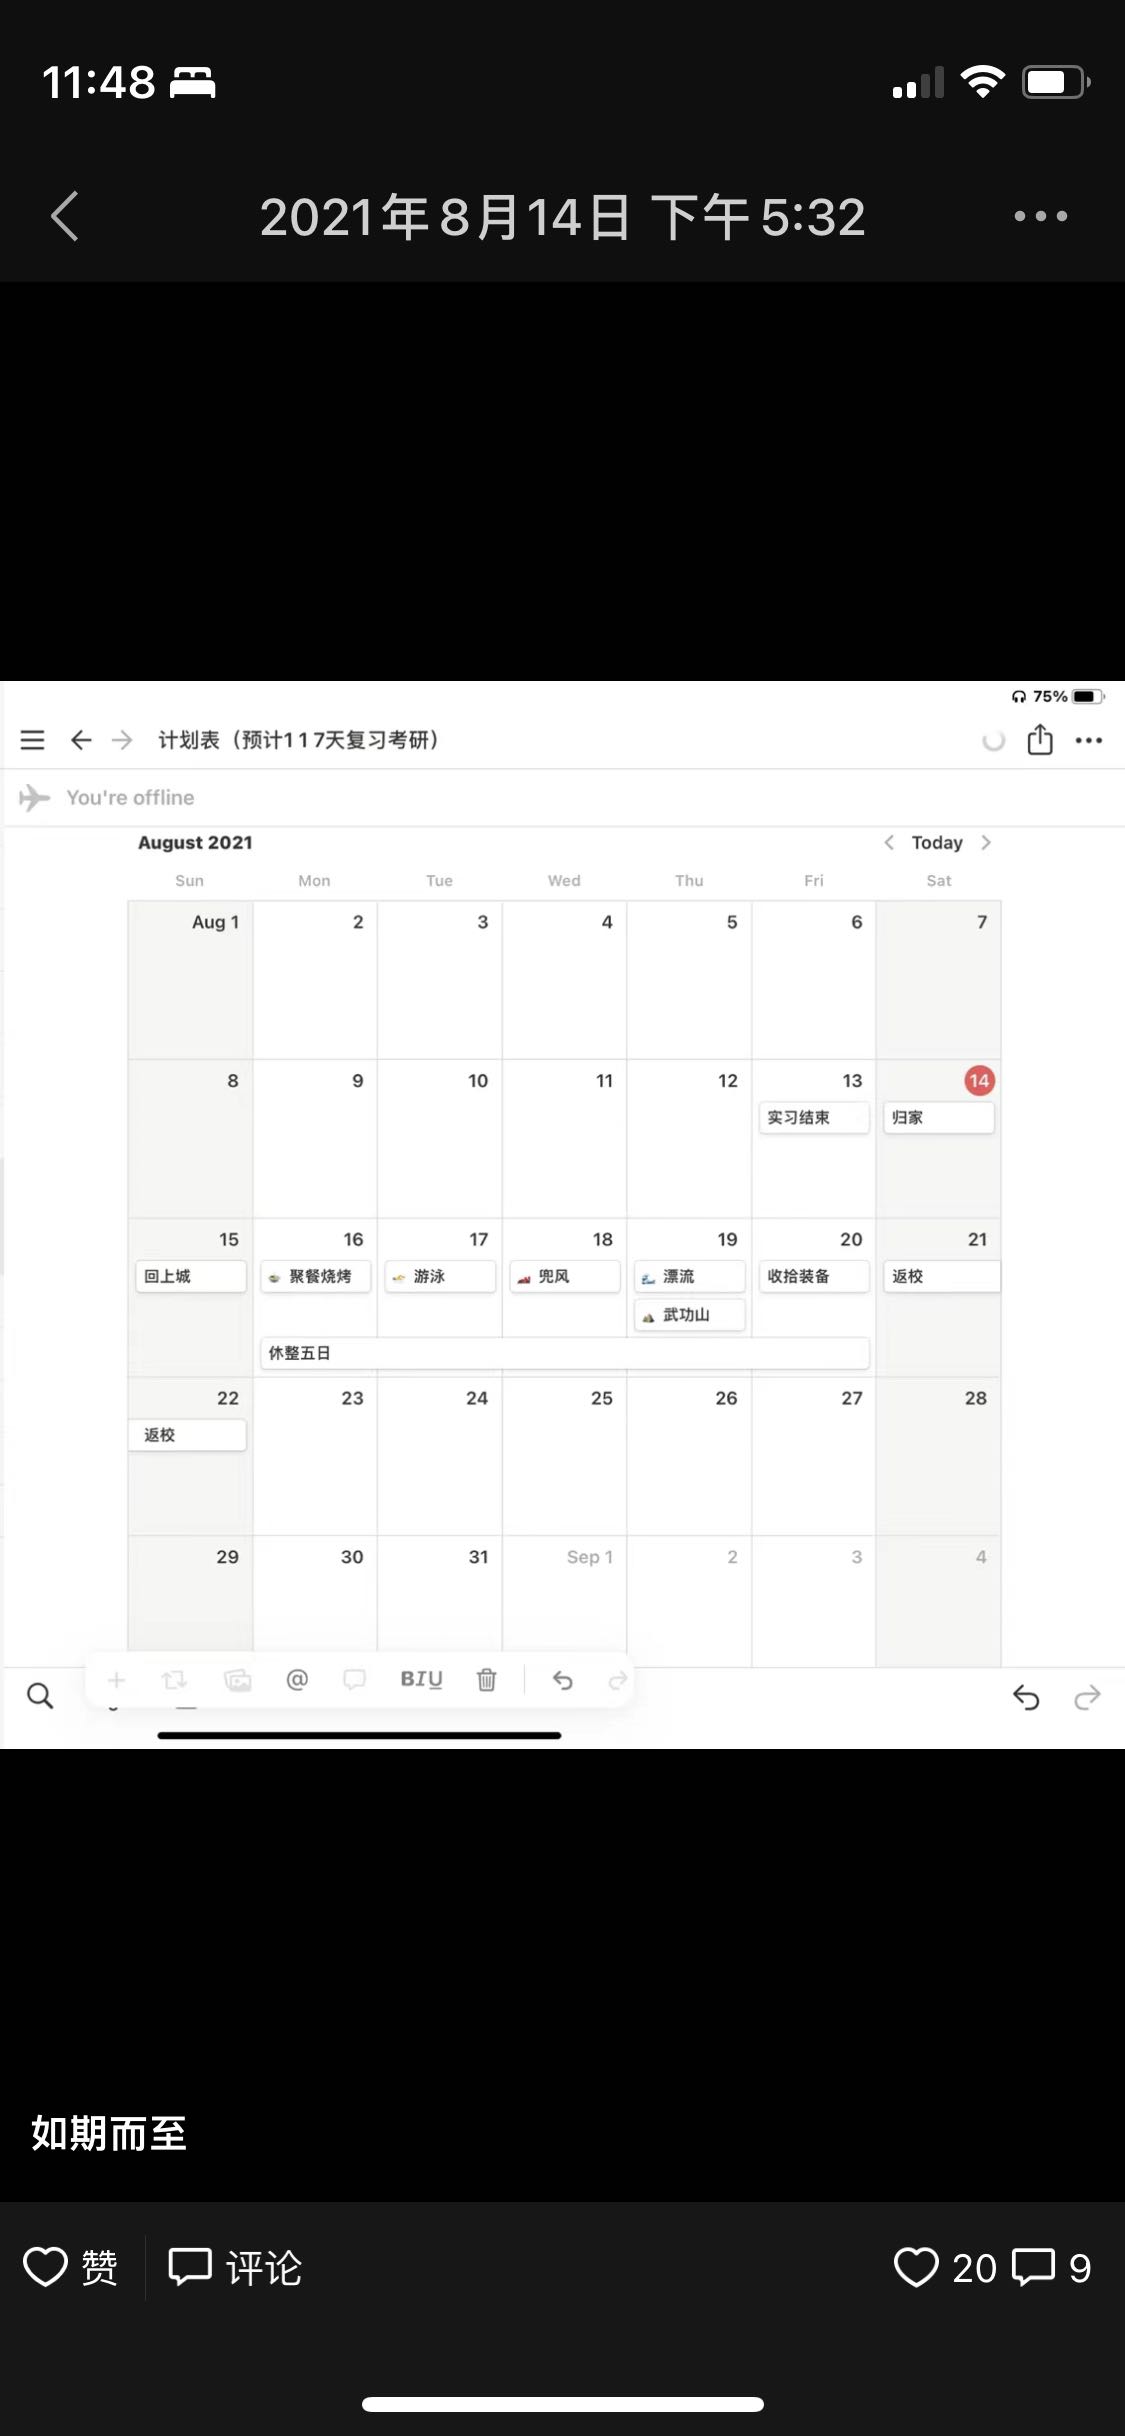 11:48
2021年8月14日 下午5:32
75%
计划表（预计117天复习考研）
You're offline
August 2021
Today
Sun Mon Tue Wed Thu Fri Sat
Aug 1 2 3 4 5 6 7
8 9 10 11 12 13 14
实习结束 归家
15 16 17 18 19 20 21
回上城 聚餐烧烤 游泳 兜风 漂流 收拾装备 返校
武功山
休整五日
22 23 24 25 26 27 28
返校
29 30 31 Sep 1 2 3 4
@ BIU
如期而至
赞 评论 20 9